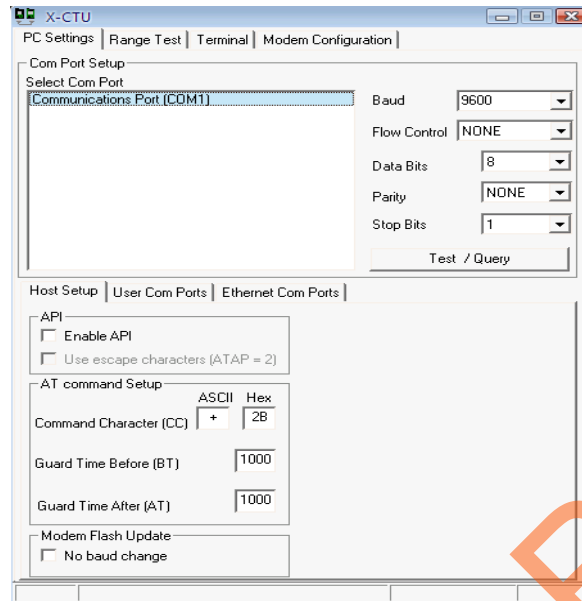 X-CTU
PC Settings Range Test Terminal Modem Configuration
Com Port Setup
Select Com Port
Communications Port (COM1)
Baud 9600
Flow Control NONE
Data Bits 8
Parity NONE
Stop Bits 1
Test / Query
Host Setup User Com Ports Ethernet Com Ports
API
Enable API
Use escape characters (ATAP = 2)
AT command Setup
ASCII Hex
Command Character (CC) + 2B
Guard Time Before (BT) 1000
Guard Time After (AT) 1000
Modem Flash Update
No baud change